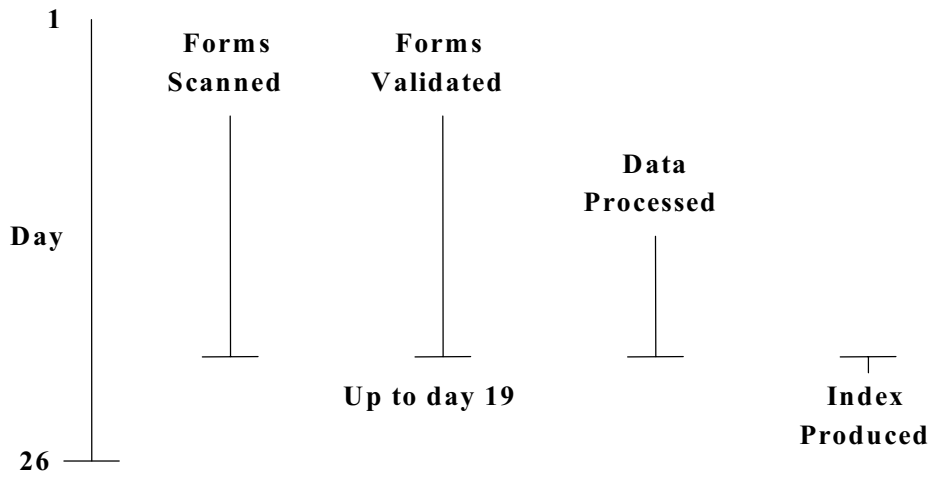 1
Forms
Scanned
Forms
Validated
Data
Processed
Day
Up to day 19
Index
Produced
26